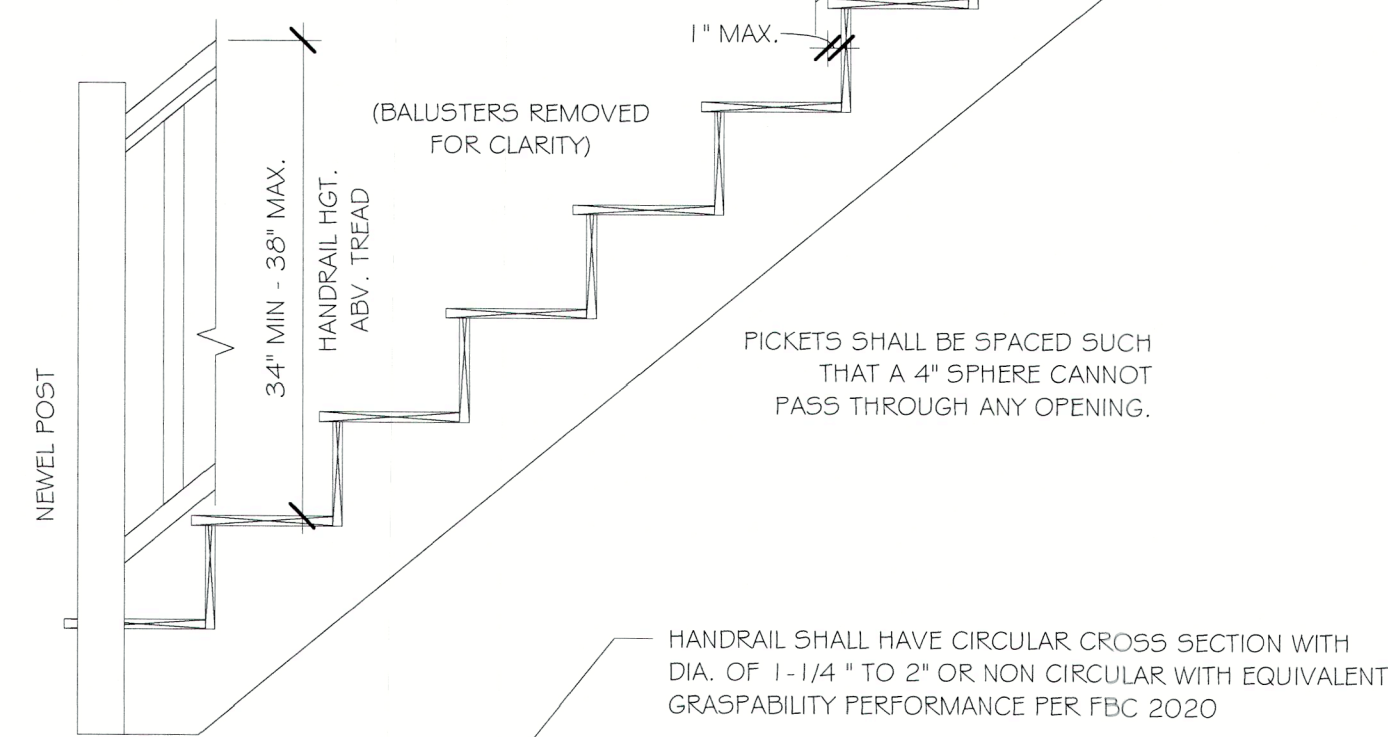 1" MAX.
(BALUSTERS REMOVED
FOR CLARITY)
34" MIN - 38" MAX.
HANDRAIL HGT.
ABV. TREAD
NEWEL POST
PICKETS SHALL BE SPACED SUCH
THAT A 4" SPHERE CANNOT
PASS THROUGH ANY OPENING.
HANDRAIL SHALL HAVE CIRCULAR CROSS SECTION WITH
DIA. OF 1-1/4 " TO 2" OR NON CIRCULAR WITH EQUIVALENT
GRASPABILITY PERFORMANCE PER FBC 2020